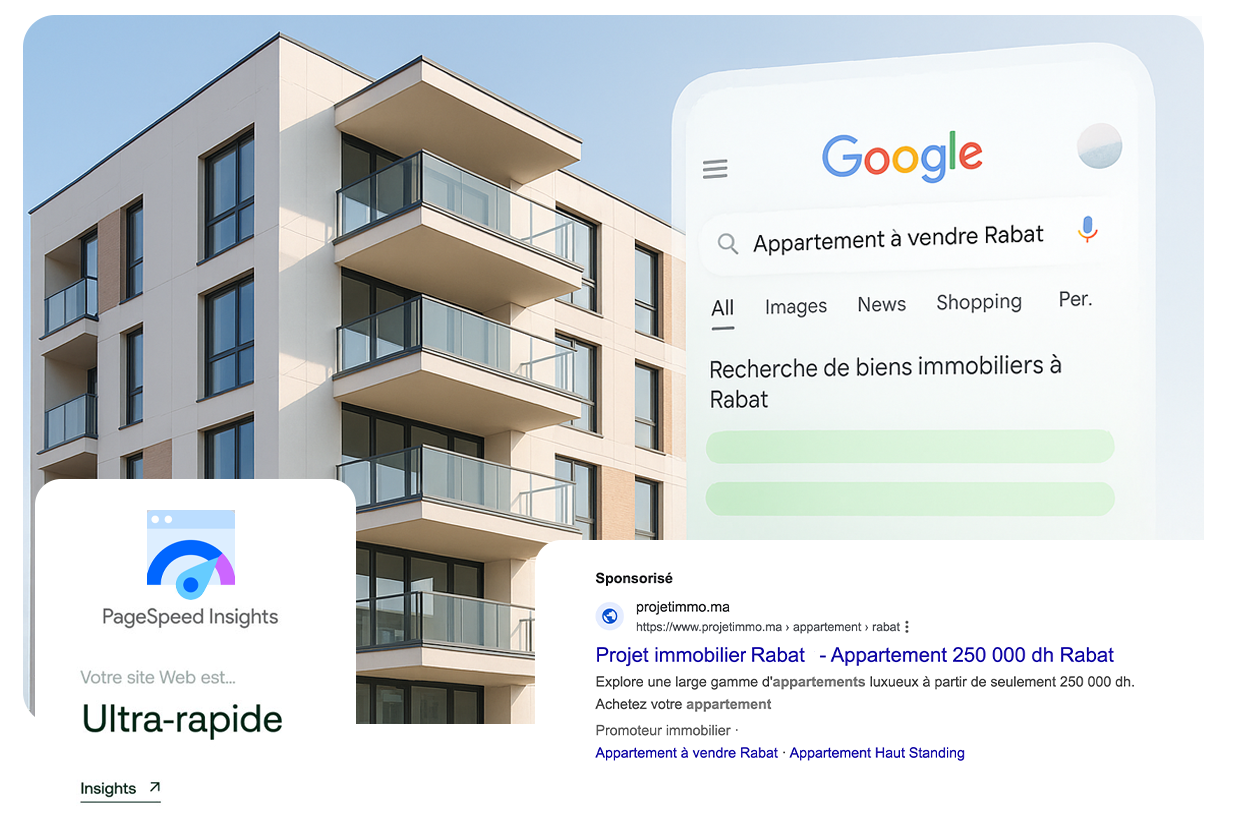 Google
Appartement à vendre Rabat
All Images News Shopping Per.
Recherche de biens immobiliers à
Rabat
PageSpeed Insights
Votre site Web est...
Ultra-rapide
Insights
Sponsorisé
projetimmo.ma
https://www.projetimmo.ma › appartement › rabat
Projet immobilier Rabat - Appartement 250 000 dh Rabat
Explore une large gamme d'appartements luxueux à partir de seulement 250 000 dh.
Achetez votre appartement
Promoteur immobilier ·
Appartement à vendre Rabat · Appartement Haut Standing